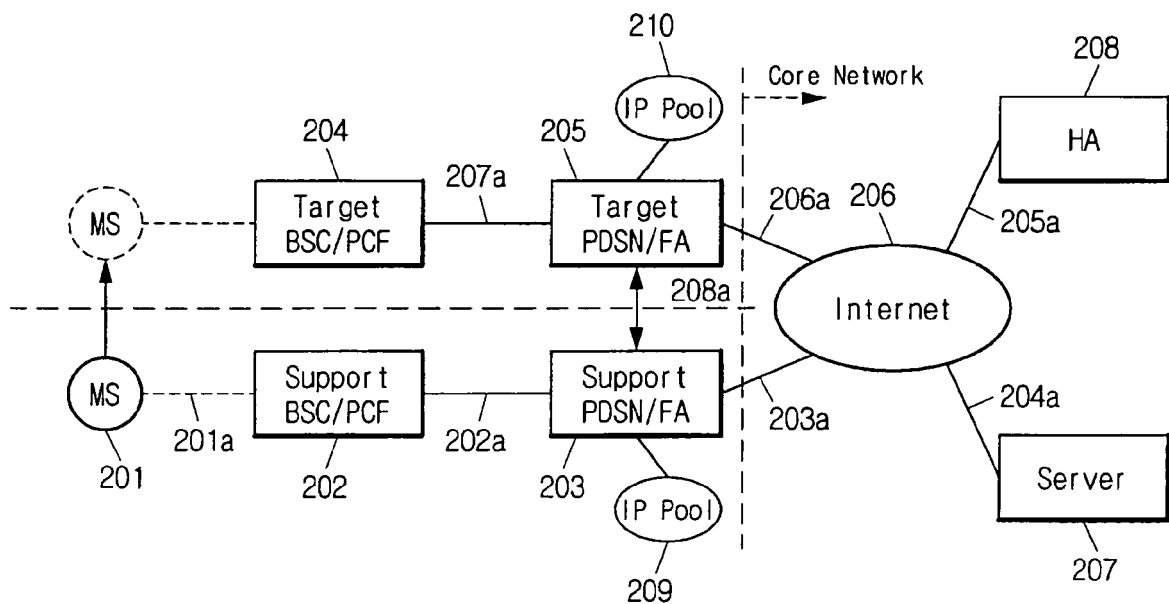 210
208
Core Network
IP Pool
204
205
HA
207a
206a
206
205a
MS
Target
BSC/PCF
Target
PDSN/FA
208a
Internet
MS
Support
BSC/PCF
Support
PDSN/FA
203a
204a
201a
202a
201
202
203
IP Pool
Server
209
207